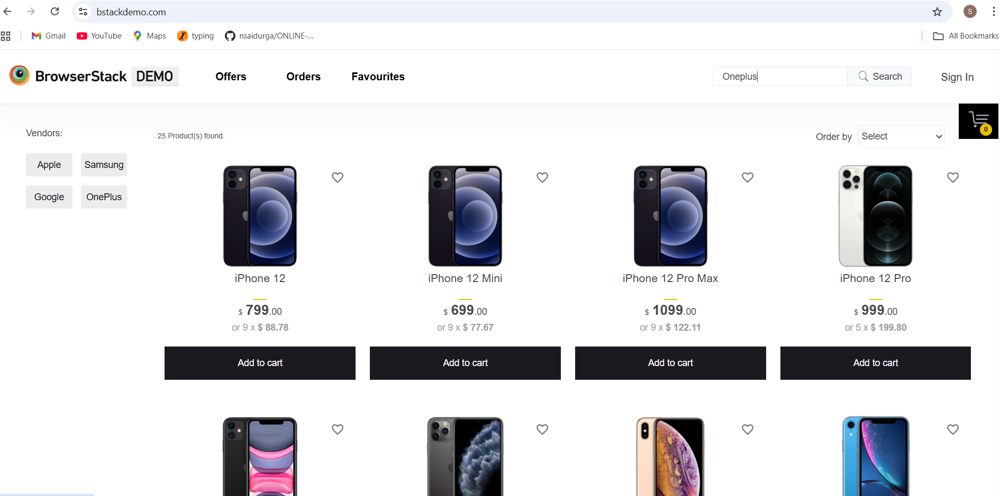 bstackdemo.com
S
Gmail YouTube Maps typing nsaidurga/ONLINE-... All Bookmarks
BrowserStack DEMO Offers Orders Favourites Oneplus Search Sign In
0
Vendors: 25 Product(s) found. Order by Select
Apple Samsung
Google OnePlus
iPhone 12 iPhone 12 Mini iPhone 12 Pro Max iPhone 12 Pro
$ 799.00 $ 699.00 $ 1099.00 $ 999.00
or 9 x $ 88.78 or 9 x $ 77.67 or 9 x $ 122.11 or 5 x $ 199.80
Add to cart Add to cart Add to cart Add to cart